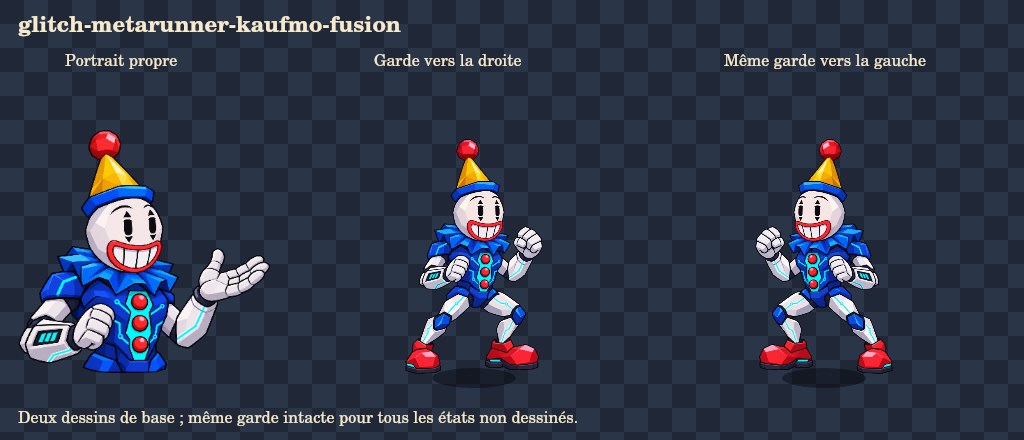 glitch-metarunner-kaufmo-fusion
Portrait propre
Garde vers la droite
Même garde vers la gauche
Deux dessins de base ; même garde intacte pour tous les états non dessinés.